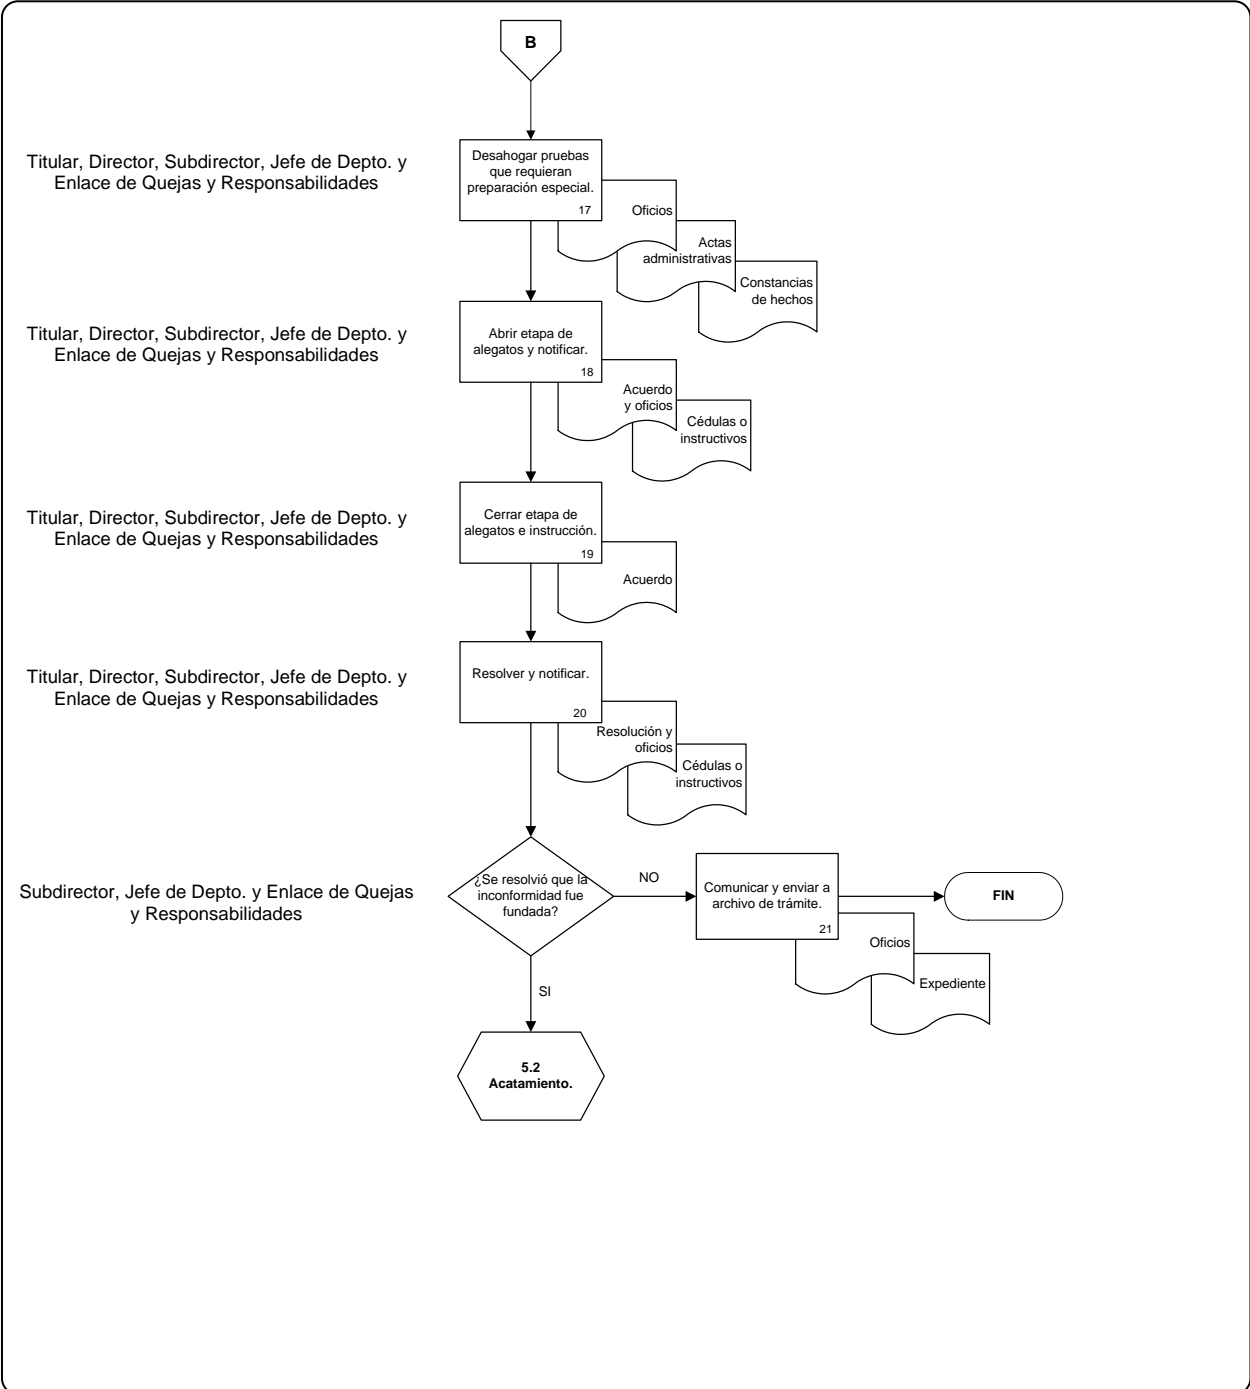 B
Titular, Director, Subdirector, Jefe de Depto. y
Enlace de Quejas y Responsabilidades
Desahogar pruebas
que requieran
preparación especial.
17
Oficios
Actas
administrativas
Constancias
de hechos
Titular, Director, Subdirector, Jefe de Depto. y
Enlace de Quejas y Responsabilidades
Abrir etapa de
alegatos y notificar.
18
Acuerdo
y oficios
Cédulas o
instructivos
Titular, Director, Subdirector, Jefe de Depto. y
Enlace de Quejas y Responsabilidades
Cerrar etapa de
alegatos e instrucción.
19
Acuerdo
Titular, Director, Subdirector, Jefe de Depto. y
Enlace de Quejas y Responsabilidades
Resolver y notificar.
20
Resolución y
oficios
Cédulas o
instructivos
Subdirector, Jefe de Depto. y Enlace de Quejas
y Responsabilidades
¿Se resolvió que la
inconformidad fue
fundada?
NO
Comunicar y enviar a
archivo de trámite.
21
FIN
Oficios
Expediente
SI
5.2
Acatamiento.